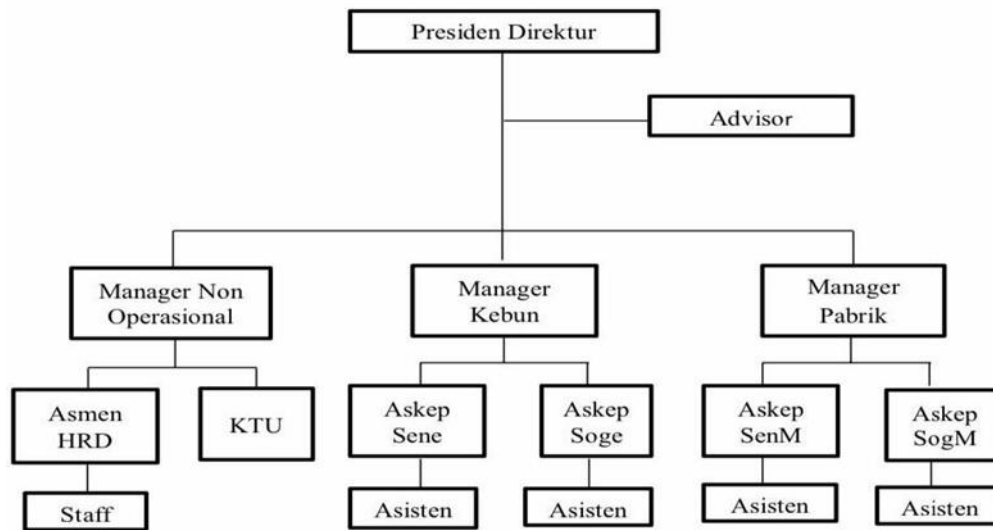 Presiden Direktur
Advisor
Manager Non
Operasional
Manager
Kebun
Manager
Pabrik
Asmen
HRD
KTU
Askep
Sene
Askep
Soge
Askep
SenM
Askep
SogM
Staff
Asisten
Asisten
Asisten
Asisten